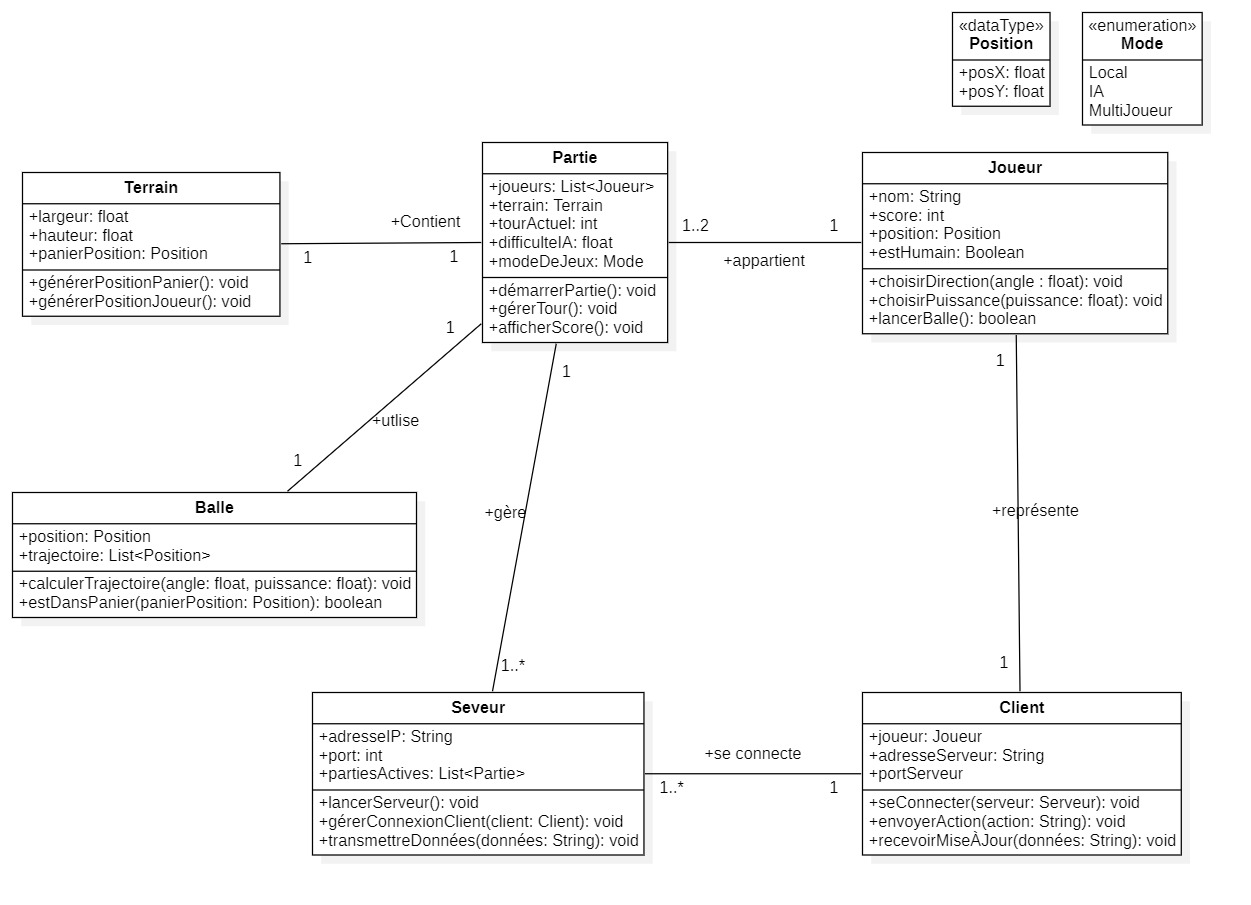 «dataType»
Position
+posX: float
+posY: float
«enumeration»
Mode
Local
IA
MultiJoueur
Terrain
+largeur: float
+hauteur: float
+panierPosition: Position
+générerPositionPanier(): void
+générerPositionJoueur(): void
+Contient
1
1
Partie
+joueurs: List<Joueur>
+terrain: Terrain
+tourActuel: int
+difficulteIA: float
+modeDeJeux: Mode
+démarrerPartie(): void
+gérerTour(): void
+afficherScore(): void
1..2
1
+appartient
Joueur
+nom: String
+score: int
+position: Position
+estHumain: Boolean
+choisirDirection(angle : float): void
+choisirPuissance(puissance: float): void
+lancerBalle(): boolean
1
+utlise
1
1
+gère
1..*
1
+représente
1
Balle
+position: Position
+trajectoire: List<Position>
+calculerTrajectoire(angle: float, puissance: float): void
+estDansPanier(panierPosition: Position): boolean
Seveur
+adresseIP: String
+port: int
+partiesActives: List<Partie>
+lancerServeur(): void
+gérerConnexionClient(client: Client): void
+transmettreDonnées(données: String): void
+se connecte
1..*
1
Client
+joueur: Joueur
+adresseServeur: String
+portServeur
+seConnecter(serveur: Serveur): void
+envoyerAction(action: String): void
+recevoirMiseÀJour(données: String): void